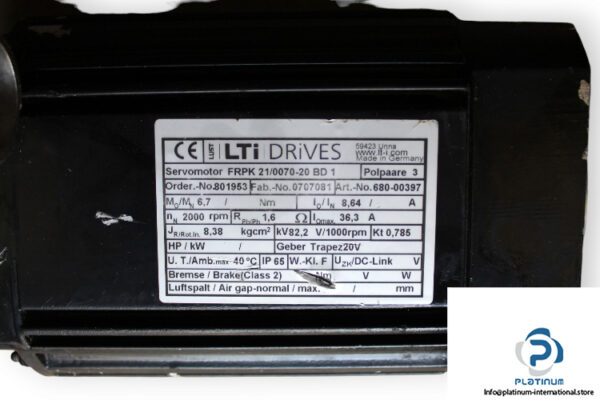 CE LUST LTi DRiVES 59423 Unna
www.lt-i.com
Made in Germany
Servomotor FRPK 21/0070-20 BD 1 Polpaare 3
Order.-No.801953 Fab.-No.0707081 Art.-No.680-00397
M0/MN 6,7 / Nm I0/IN 8,64 / A
nN 2000 rpm RPh/Ph 1,6 Ω I0max. 36,3 A
JR/Rot.In. 8,38 kgcm² kV82,2 V/1000rpm Kt 0,785
HP / kW / Geber Trapez20V
U. T./Amb.max. 40 °C IP 65 W.-Kl. F UZK/DC-Link V
Bremse / Brake(Class 2) Nm V W
Luftspalt / Air gap-normal / max. / mm
PLATINUM
Info@platinum-international.store